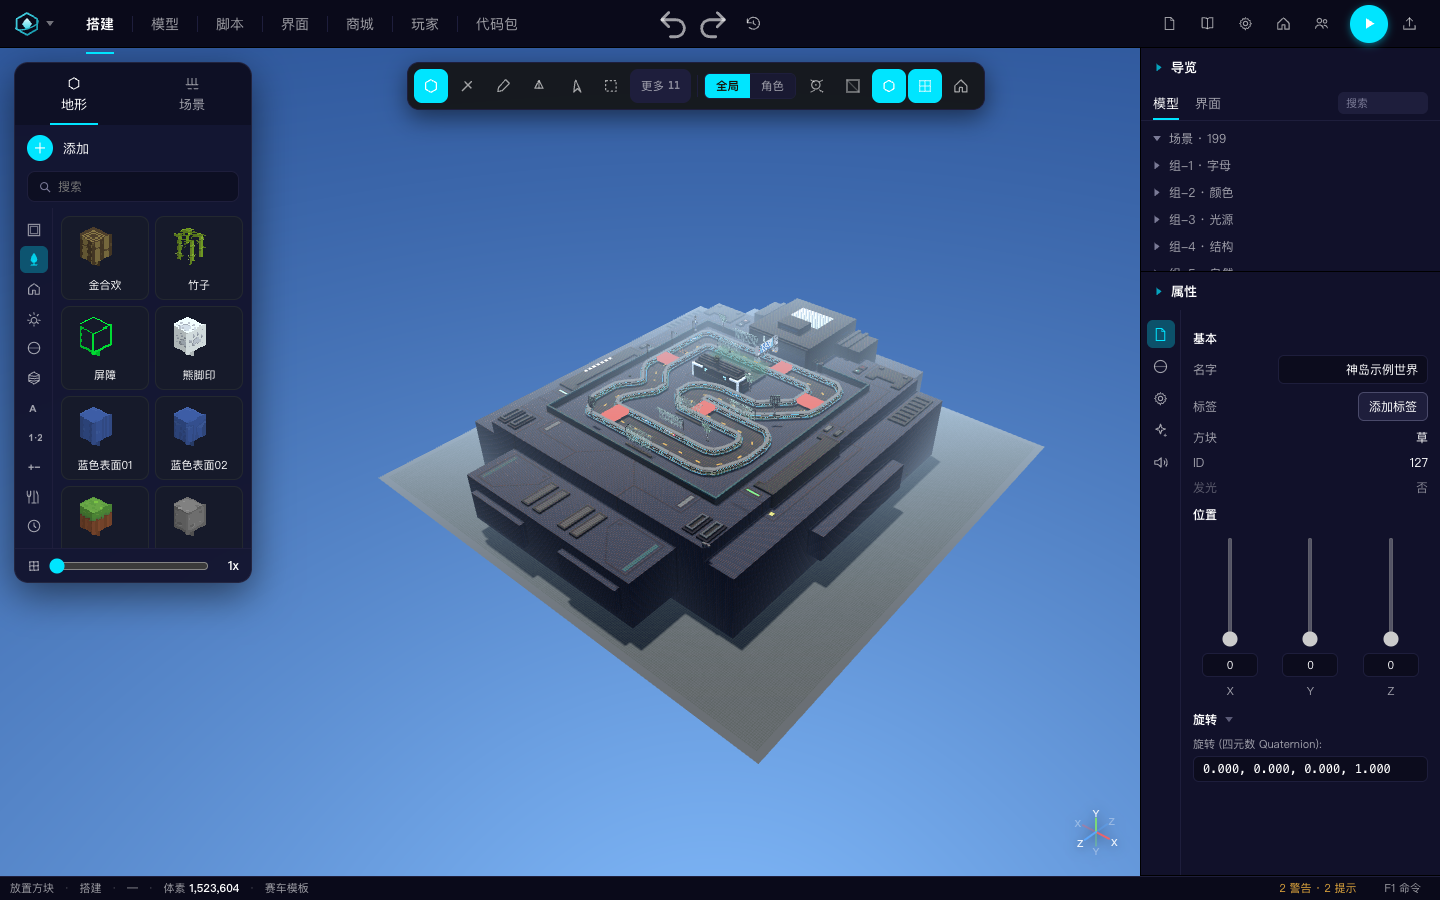 搭建 模型 脚本 界面 商城 玩家 代码包
地形 场景
添加
搜索
金合欢 竹子
屏障 熊脚印
蓝色表面01 蓝色表面02
A
1·2
1x
更多 11 全局 角色
导览
模型 界面 搜索
场景 · 199
组-1 · 字母
组-2 · 颜色
组-3 · 光源
组-4 · 结构
属性
基本
名字 神岛示例世界
标签 添加标签
方块 草
ID 127
发光 否
位置
0 0 0
X Y Z
旋转
旋转 (四元数 Quaternion):
0.000, 0.000, 0.000, 1.000
Y
X Z
Z X
Y
放置方块 · 搭建 · — · 体素 1,523,604 · 赛车模板
2 警告 · 2 提示 F1 命令